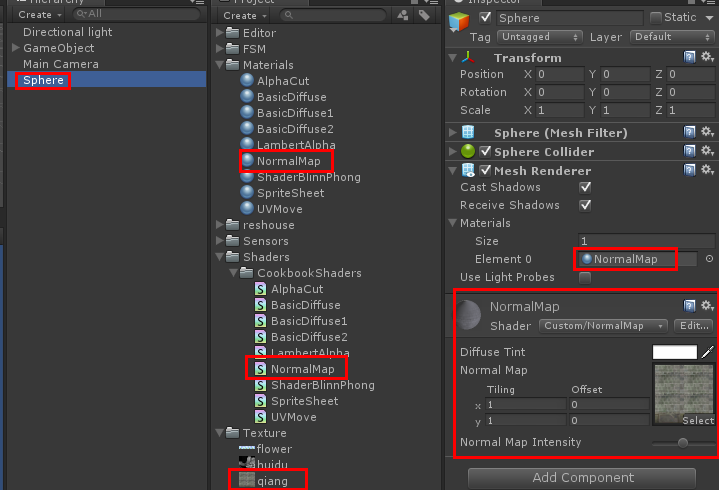 Hierarchy
Create All
Directional light
GameObject
Main Camera
Sphere
Project
Create
Editor
FSM
Materials
AlphaCut
BasicDiffuse
BasicDiffuse1
BasicDiffuse2
LambertAlpha
NormalMap
ShaderBlinnPhong
SpriteSheet
UVMove
reshouse
Sensors
Shaders
CookbookShaders
AlphaCut
BasicDiffuse
BasicDiffuse1
BasicDiffuse2
LambertAlpha
NormalMap
ShaderBlinnPhong
SpriteSheet
UVMove
Texture
flower
huidu
qiang
Inspector
Sphere Static
Tag Untagged Layer Default
Transform
Position X 0 Y 0 Z 0
Rotation X 0 Y 0 Z 0
Scale X 1 Y 1 Z 1
Sphere (Mesh Filter)
Sphere Collider
Mesh Renderer
Cast Shadows
Receive Shadows
Materials
Size 1
Element 0 NormalMap
Use Light Probes
NormalMap
Shader Custom/NormalMap Edit...
Diffuse Tint
Normal Map
Tiling Offset
x 1 0
y 1 0
Select
Normal Map Intensity
Add Component